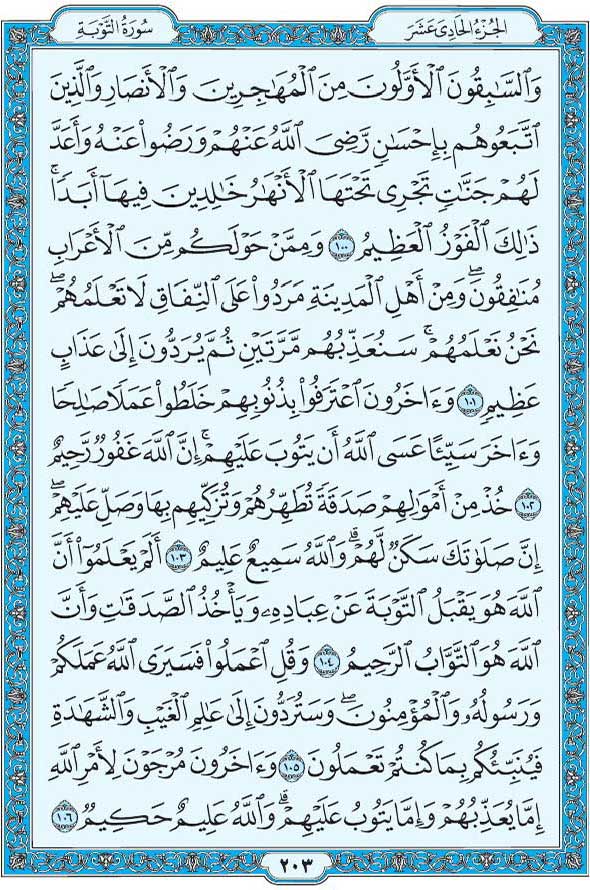 سُورَةُ التَّوْبَةِ
الجُزْءُ الحَادِي عَشَرَ
وَٱلسَّـٰبِقُونَ ٱلْأَوَّلُونَ مِنَ ٱلْمُهَـٰجِرِينَ وَٱلْأَنصَارِ وَٱلَّذِينَ
ٱتَّبَعُوهُم بِإِحْسَـٰنٍ رَّضِىَ ٱللَّهُ عَنْهُمْ وَرَضُوا۟ عَنْهُ وَأَعَدَّ
لَهُمْ جَنَّـٰتٍ تَجْرِى تَحْتَهَا ٱلْأَنْهَـٰرُ خَـٰلِدِينَ فِيهَآ أَبَدًا ۚ
ذَٰلِكَ ٱلْفَوْزُ ٱلْعَظِيمُ ١٠٠ وَمِمَّنْ حَوْلَكُم مِّنَ ٱلْأَعْرَابِ
مُنَـٰفِقُونَ ۖ وَمِنْ أَهْلِ ٱلْمَدِينَةِ مَرَدُوا۟ عَلَى ٱلنِّفَاقِ لَا تَعْلَمُهُمْ ۖ
نَحْنُ نَعْلَمُهُمْ ۚ سَنُعَذِّبُهُم مَّرَّتَيْنِ ثُمَّ يُرَدُّونَ إِلَىٰ عَذَابٍ
عَظِيمٍ ١٠١ وَءَاخَرُونَ ٱعْتَرَفُوا۟ بِذُنُوبِهِمْ خَلَطُوا۟ عَمَلًا صَـٰلِحًا
وَءَاخَرَ سَيِّئًا عَسَى ٱللَّهُ أَن يَتُوبَ عَلَيْهِمْ ۚ إِنَّ ٱللَّهَ غَفُورٌ رَّحِيمٌ
١٠٢ خُذْ مِنْ أَمْوَٰلِهِمْ صَدَقَةً تُطَهِّرُهُمْ وَتُزَكِّيهِم بِهَا وَصَلِّ عَلَيْهِمْ ۖ
إِنَّ صَلَوٰتَكَ سَكَنٌ لَّهُمْ ۗ وَٱللَّهُ سَمِيعٌ عَلِيمٌ ١٠٣ أَلَمْ يَعْلَمُوٓا۟ أَنَّ
ٱللَّهَ هُوَ يَقْبَلُ ٱلتَّوْبَةَ عَنْ عِبَادِهِۦ وَيَأْخُذُ ٱلصَّدَقَـٰتِ وَأَنَّ
ٱللَّهَ هُوَ ٱلتَّوَّابُ ٱلرَّحِيمُ ١٠٤ وَقُلِ ٱعْمَلُوا۟ فَسَيَرَى ٱللَّهُ عَمَلَكُمْ
وَرَسُولُهُۥ وَٱلْمُؤْمِنُونَ ۖ وَسَتُرَدُّونَ إِلَىٰ عَـٰلِمِ ٱلْغَيْبِ وَٱلشَّهَـٰدَةِ
فَيُنَبِّئُكُم بِمَا كُنتُمْ تَعْمَلُونَ ١٠٥ وَءَاخَرُونَ مُرْجَوْنَ لِأَمْرِ ٱللَّهِ
إِمَّا يُعَذِّبُهُمْ وَإِمَّا يَتُوبُ عَلَيْهِمْ ۗ وَٱللَّهُ عَلِيمٌ حَكِيمٌ ١٠٦
٢٠٣